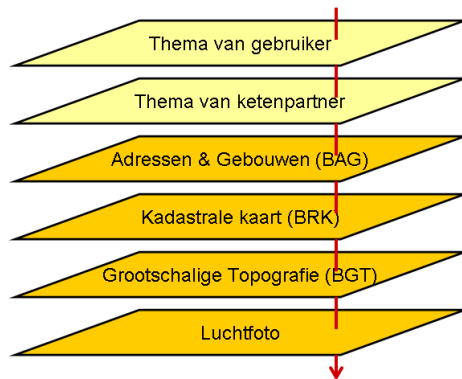 Thema van gebruiker
Thema van ketenpartner
Adressen & Gebouwen (BAG)
Kadastrale kaart (BRK)
Grootschalige Topografie (BGT)
Luchtfoto